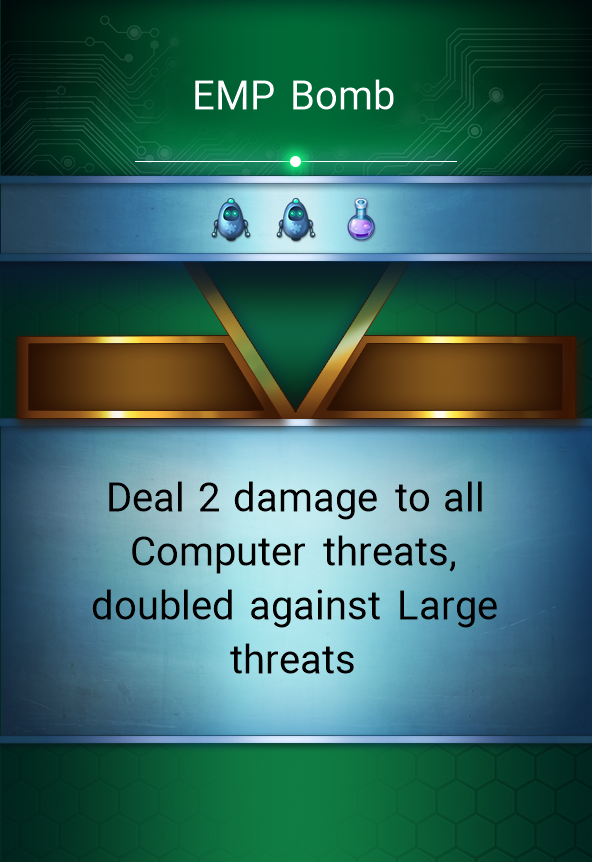 EMP Bomb
Deal 2 damage to all
Computer threats,
doubled against Large
threats